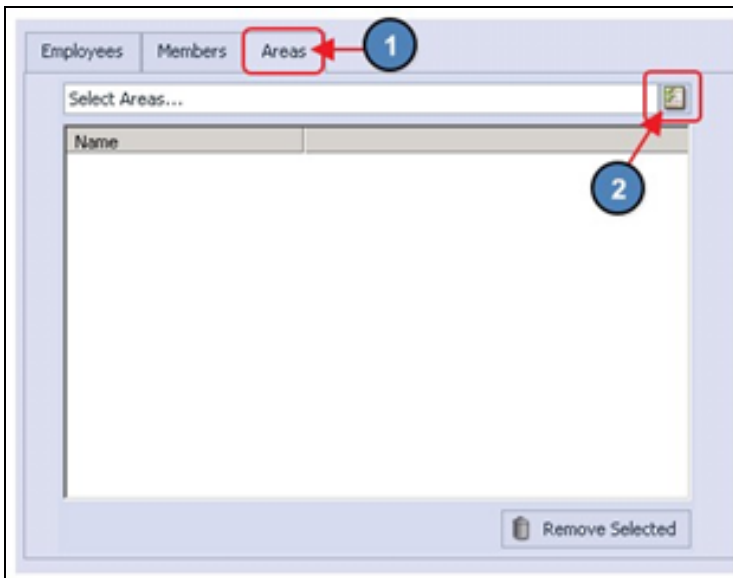 Employees Members Areas 1
Select Areas...
Name
2
Remove Selected